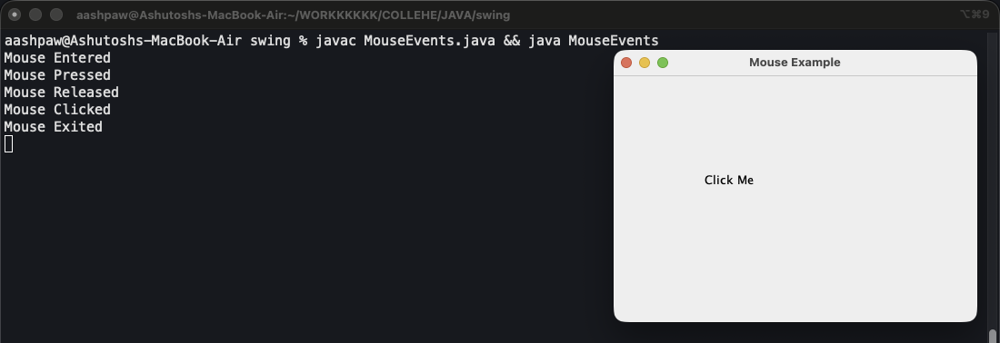 aashpaw@Ashutoshs-MacBook-Air:~/WORKKKKKK/COLLEHE/JAVA/swing
⌥⌘9
aashpaw@Ashutoshs-MacBook-Air swing % javac MouseEvents.java && java MouseEvents
Mouse Entered
Mouse Pressed
Mouse Released
Mouse Clicked
Mouse Exited
Mouse Example
Click Me